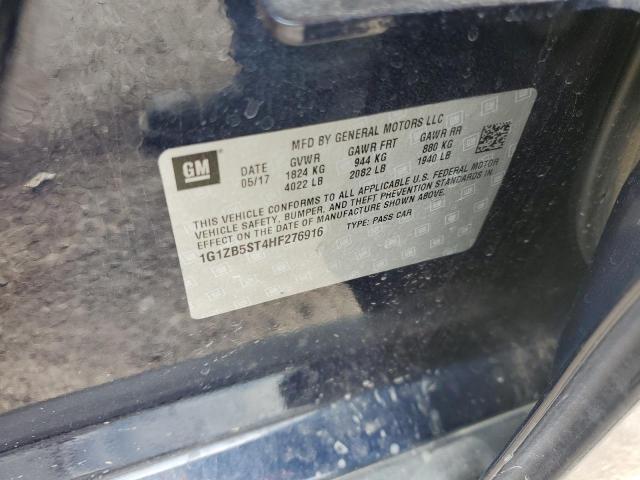 MFD BY GENERAL MOTORS LLC
GM
DATE GVWR GAWR FRT GAWR RR
05/17 1824 KG 944 KG 880 KG
4022 LB 2082 LB 1940 LB
THIS VEHICLE CONFORMS TO ALL APPLICABLE U.S. FEDERAL MOTOR
VEHICLE SAFETY, BUMPER, AND THEFT PREVENTION STANDARDS IN
EFFECT ON THE DATE OF MANUFACTURE SHOWN ABOVE.
1G1ZB5ST4HF276916 TYPE: PASS CAR